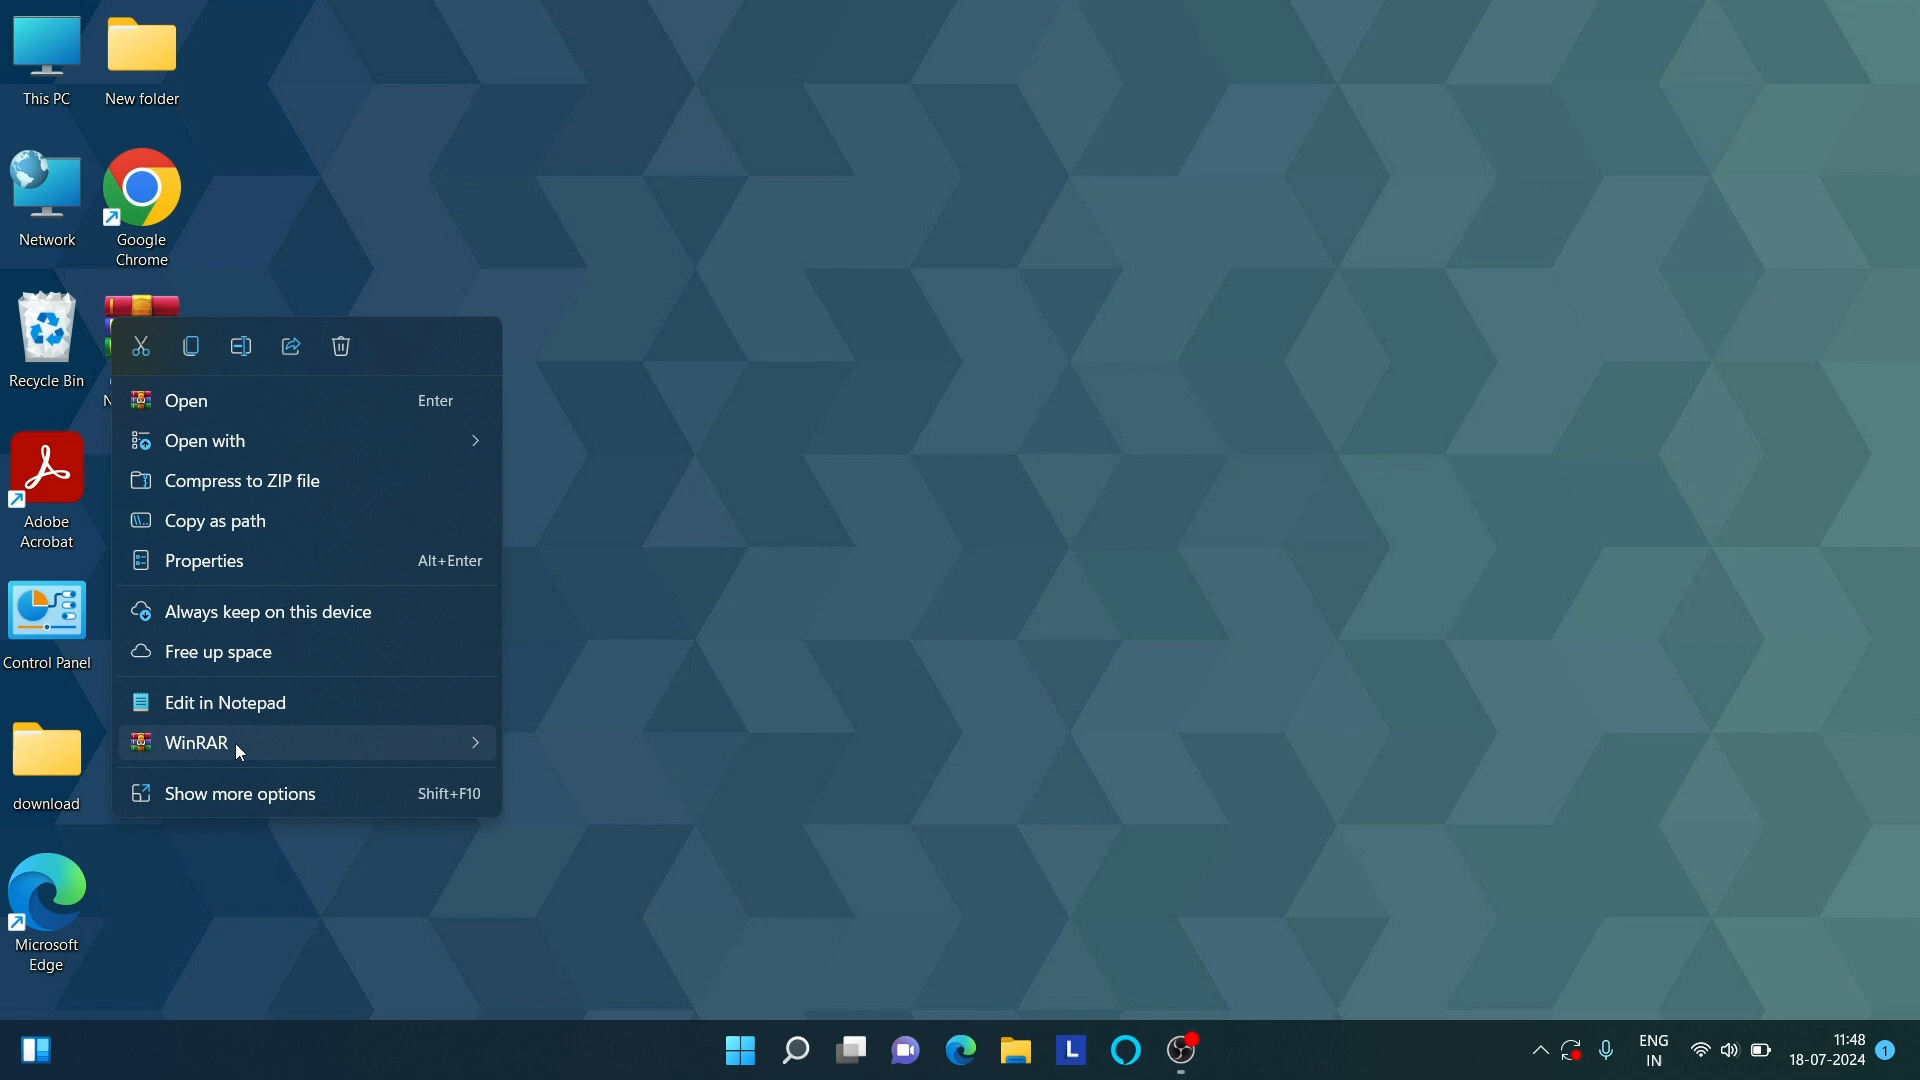 This PC
New folder
Network
Google
Chrome
Recycle Bin
N
Adobe
Acrobat
Control Panel
download
Microsoft
Edge
Open Enter
Open with
Compress to ZIP file
Copy as path
Properties Alt+Enter
Always keep on this device
Free up space
Edit in Notepad
WinRAR
Show more options Shift+F10
L
ENG
IN
11:48
18-07-2024
1